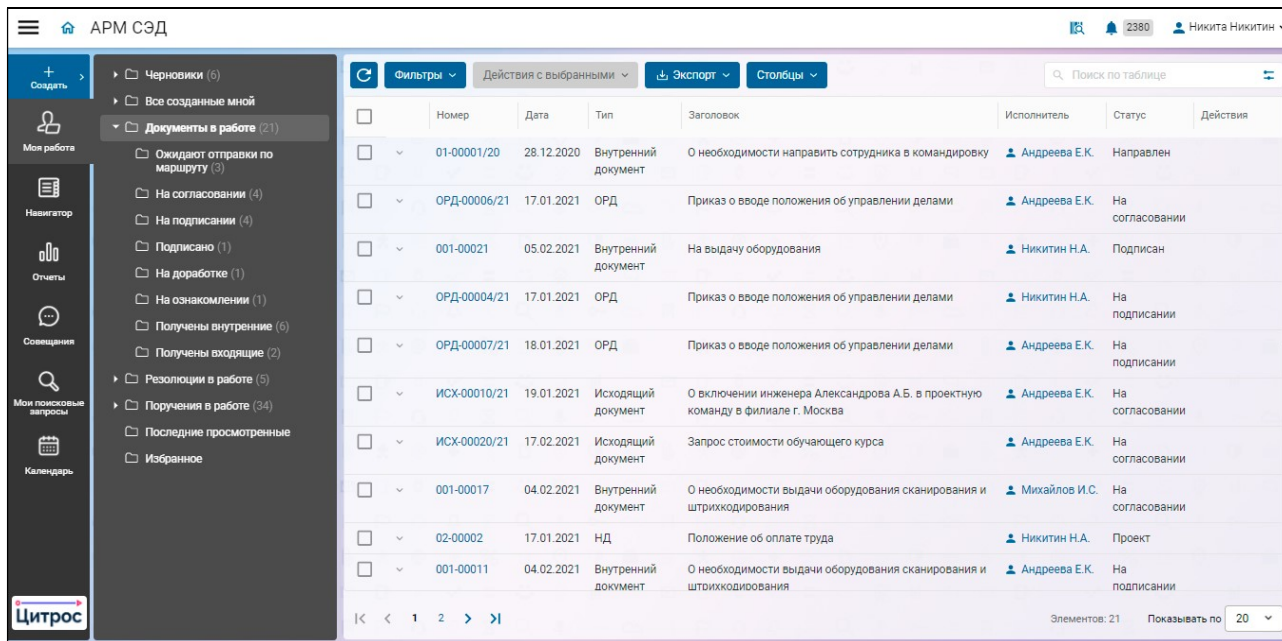 АРМ СЭД
2380
Никита Никитин
+
Создать
Моя работа
Навигатор
Отчеты
Совещания
Мои поисковые
запросы
Календарь
Цитрос
Черновики (6)
Все созданные мной
Документы в работе (21)
Ожидают отправки по
маршруту (3)
На согласовании (4)
На подписании (4)
Подписано (1)
На доработке (1)
На ознакомлении (1)
Получены внутренние (6)
Получены входящие (2)
Резолюции в работе (5)
Поручения в работе (34)
Последние просмотренные
Избранное
Фильтры Действия с выбранными Экспорт Столбцы Поиск по таблице
Номер Дата Тип Заголовок Исполнитель Статус Действия
01-00001/20 28.12.2020 Внутренний О необходимости направить сотрудника в командировку Андреева Е.К. Направлен
документ
ОРД-00006/21 17.01.2021 ОРД Приказ о вводе положения об управлении делами Андреева Е.К. На
согласовании
001-00021 05.02.2021 Внутренний На выдачу оборудования Никитин Н.А. Подписан
документ
ОРД-00004/21 17.01.2021 ОРД Приказ о вводе положения об управлении делами Никитин Н.А. На
подписании
ОРД-00007/21 18.01.2021 ОРД Приказ о вводе положения об управлении делами Андреева Е.К. На
подписании
ИСХ-00010/21 19.01.2021 Исходящий О включении инженера Александрова А.Б. в проектную Андреева Е.К. На
документ команду в филиале г. Москва согласовании
ИСХ-00020/21 17.02.2021 Исходящий Запрос стоимости обучающего курса Андреева Е.К. На
документ согласовании
001-00017 04.02.2021 Внутренний О необходимости выдачи оборудования сканирования и Михайлов И.С. На
документ штрихкодирования согласовании
02-00002 17.01.2021 НД Положение об оплате труда Никитин Н.А. Проект
001-00011 04.02.2021 Внутренний О необходимости выдачи оборудования сканирования и Андреева Е.К. На
документ штрихкодирования подписании
1 2 Элементов: 21 Показывать по 20